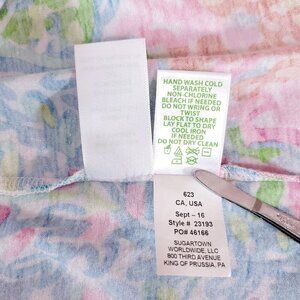 HAND WASH COLD
SEPARATELY
NON-CHLORINE
BLEACH IF NEEDED
DO NOT WRING OR
TWIST
BLOCK TO SHAPE
LAY FLAT TO DRY
COOL IRON
IF NEEDED
DO NOT DRY CLEAN
623
CA, USA
Sept - 16
Style # 23193
PO# 46166
SUGARTOWN
WORLDWIDE, LLC
800 THIRD AVENUE
KING OF PRUSSIA, PA